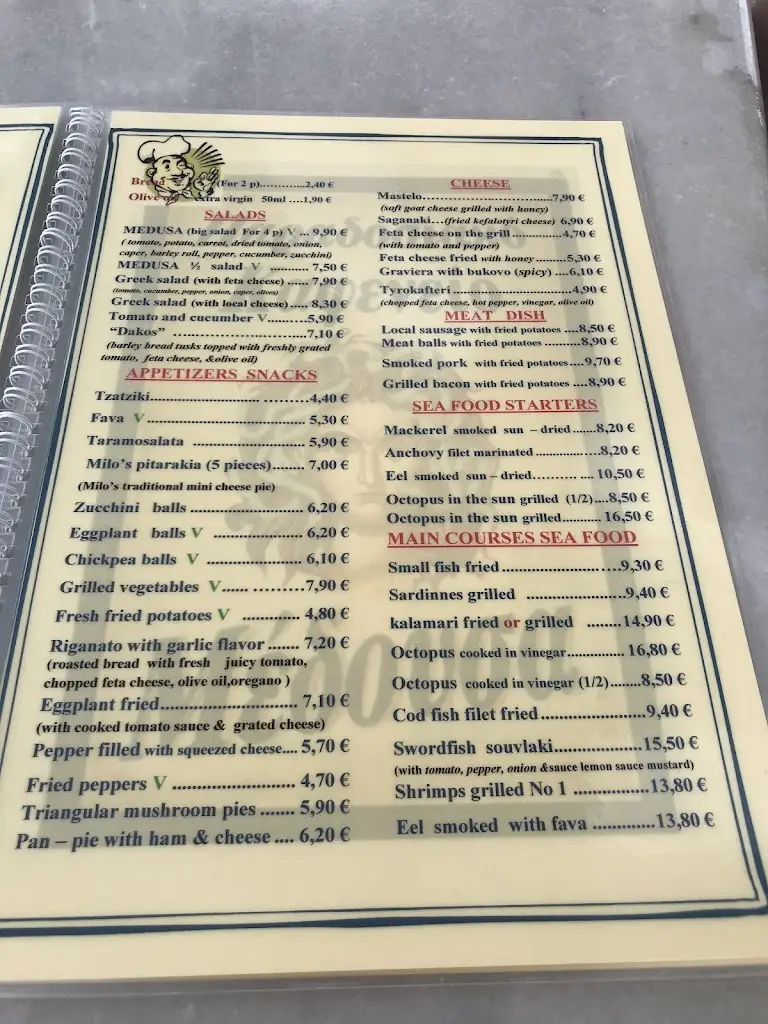 Bread (For 2 p).............2,40 €
Olive oil extra virgin 50ml ...1,90 €
SALADS
MEDUSA (big salad For 4 p) V ... 9,90 €
( tomato, potato, carrot, dried tomato, onion,
caper, barley roll, pepper, cucumber, zucchini)
MEDUSA ½ salad V ........... 7,50 €
Greek salad (with feta cheese) ...... 7,90 €
(tomato, cucumber, pepper, onion, caper, olives)
Greek salad (with local cheese)..... 8,30 €
Tomato and cucumber V.........5,90 €
“Dakos” ................................7,10 €
(barley bread tusks topped with freshly grated
tomato, feta cheese, &olive oil)
APPETIZERS SNACKS
Tzatziki............................... .........4,40 €
Fava V..................................... 5,30 €
Taramosalata .......................... 5,90 €
Milo’s pitarakia (5 pieces)....... 7,00 €
(Milo’s traditional mini cheese pie)
Zucchini balls ........................... 6,20 €
Eggplant balls V ..................... 6,20 €
Chickpea balls V ..................... 6,10 €
Grilled vegetables V...... ..........7,90 €
Fresh fried potatoes V ............. 4,80 €
Riganato with garlic flavor....... 7,20 €
(roasted bread with fresh juicy tomato,
chopped feta cheese, olive oil,oregano )
Eggplant fried............................. 7,10 €
(with cooked tomato sauce & grated cheese)
Pepper filled with squeezed cheese.... 5,70 €
Fried peppers V ......................... 4,70 €
Triangular mushroom pies ....... 5,90 €
Pan – pie with ham & cheese .... 6,20 €
CHEESE
Mastelo..................................7,90 €
(soft goat cheese grilled with honey)
Saganaki...(fried kefalotyri cheese) 6,90 €
Feta cheese on the grill ............4,70 €
(with tomato and pepper)
Feta cheese fried with honey ........5,30 €
Graviera with bukovo (spicy) ....6,10 €
Tyrokafteri .............................4,90 €
(chopped feta cheese, hot pepper, vinegar, olive oil)
MEAT DISH
Local sausage with fried potatoes ....8,50 €
Meat balls with fried potatoes ..........8,90 €
Smoked pork with fried potatoes....9,70 €
Grilled bacon with fried potatoes ....8,90 €
SEA FOOD STARTERS
Mackerel smoked sun – dried.......8,20 €
Anchovy filet marinated ..............8,20 €
Eel smoked sun – dried.......... .... 10,50 €
Octopus in the sun grilled (1/2)....8,50 €
Octopus in the sun grilled........... 16,50 €
MAIN COURSES SEA FOOD
Small fish fried..........................9,30 €
Sardinnes grilled .......................9,40 €
kalamari fried or grilled ........14,90 €
Octopus cooked in vinegar............... 16,80 €
Octopus cooked in vinegar (1/2)........8,50 €
Cod fish filet fried.......................9,40 €
Swordfish souvlaki...................15,50 €
(with tomato, pepper, onion &sauce lemon sauce mustard)
Shrimps grilled No 1 ................13,80 €
Eel smoked with fava .............13,80 €